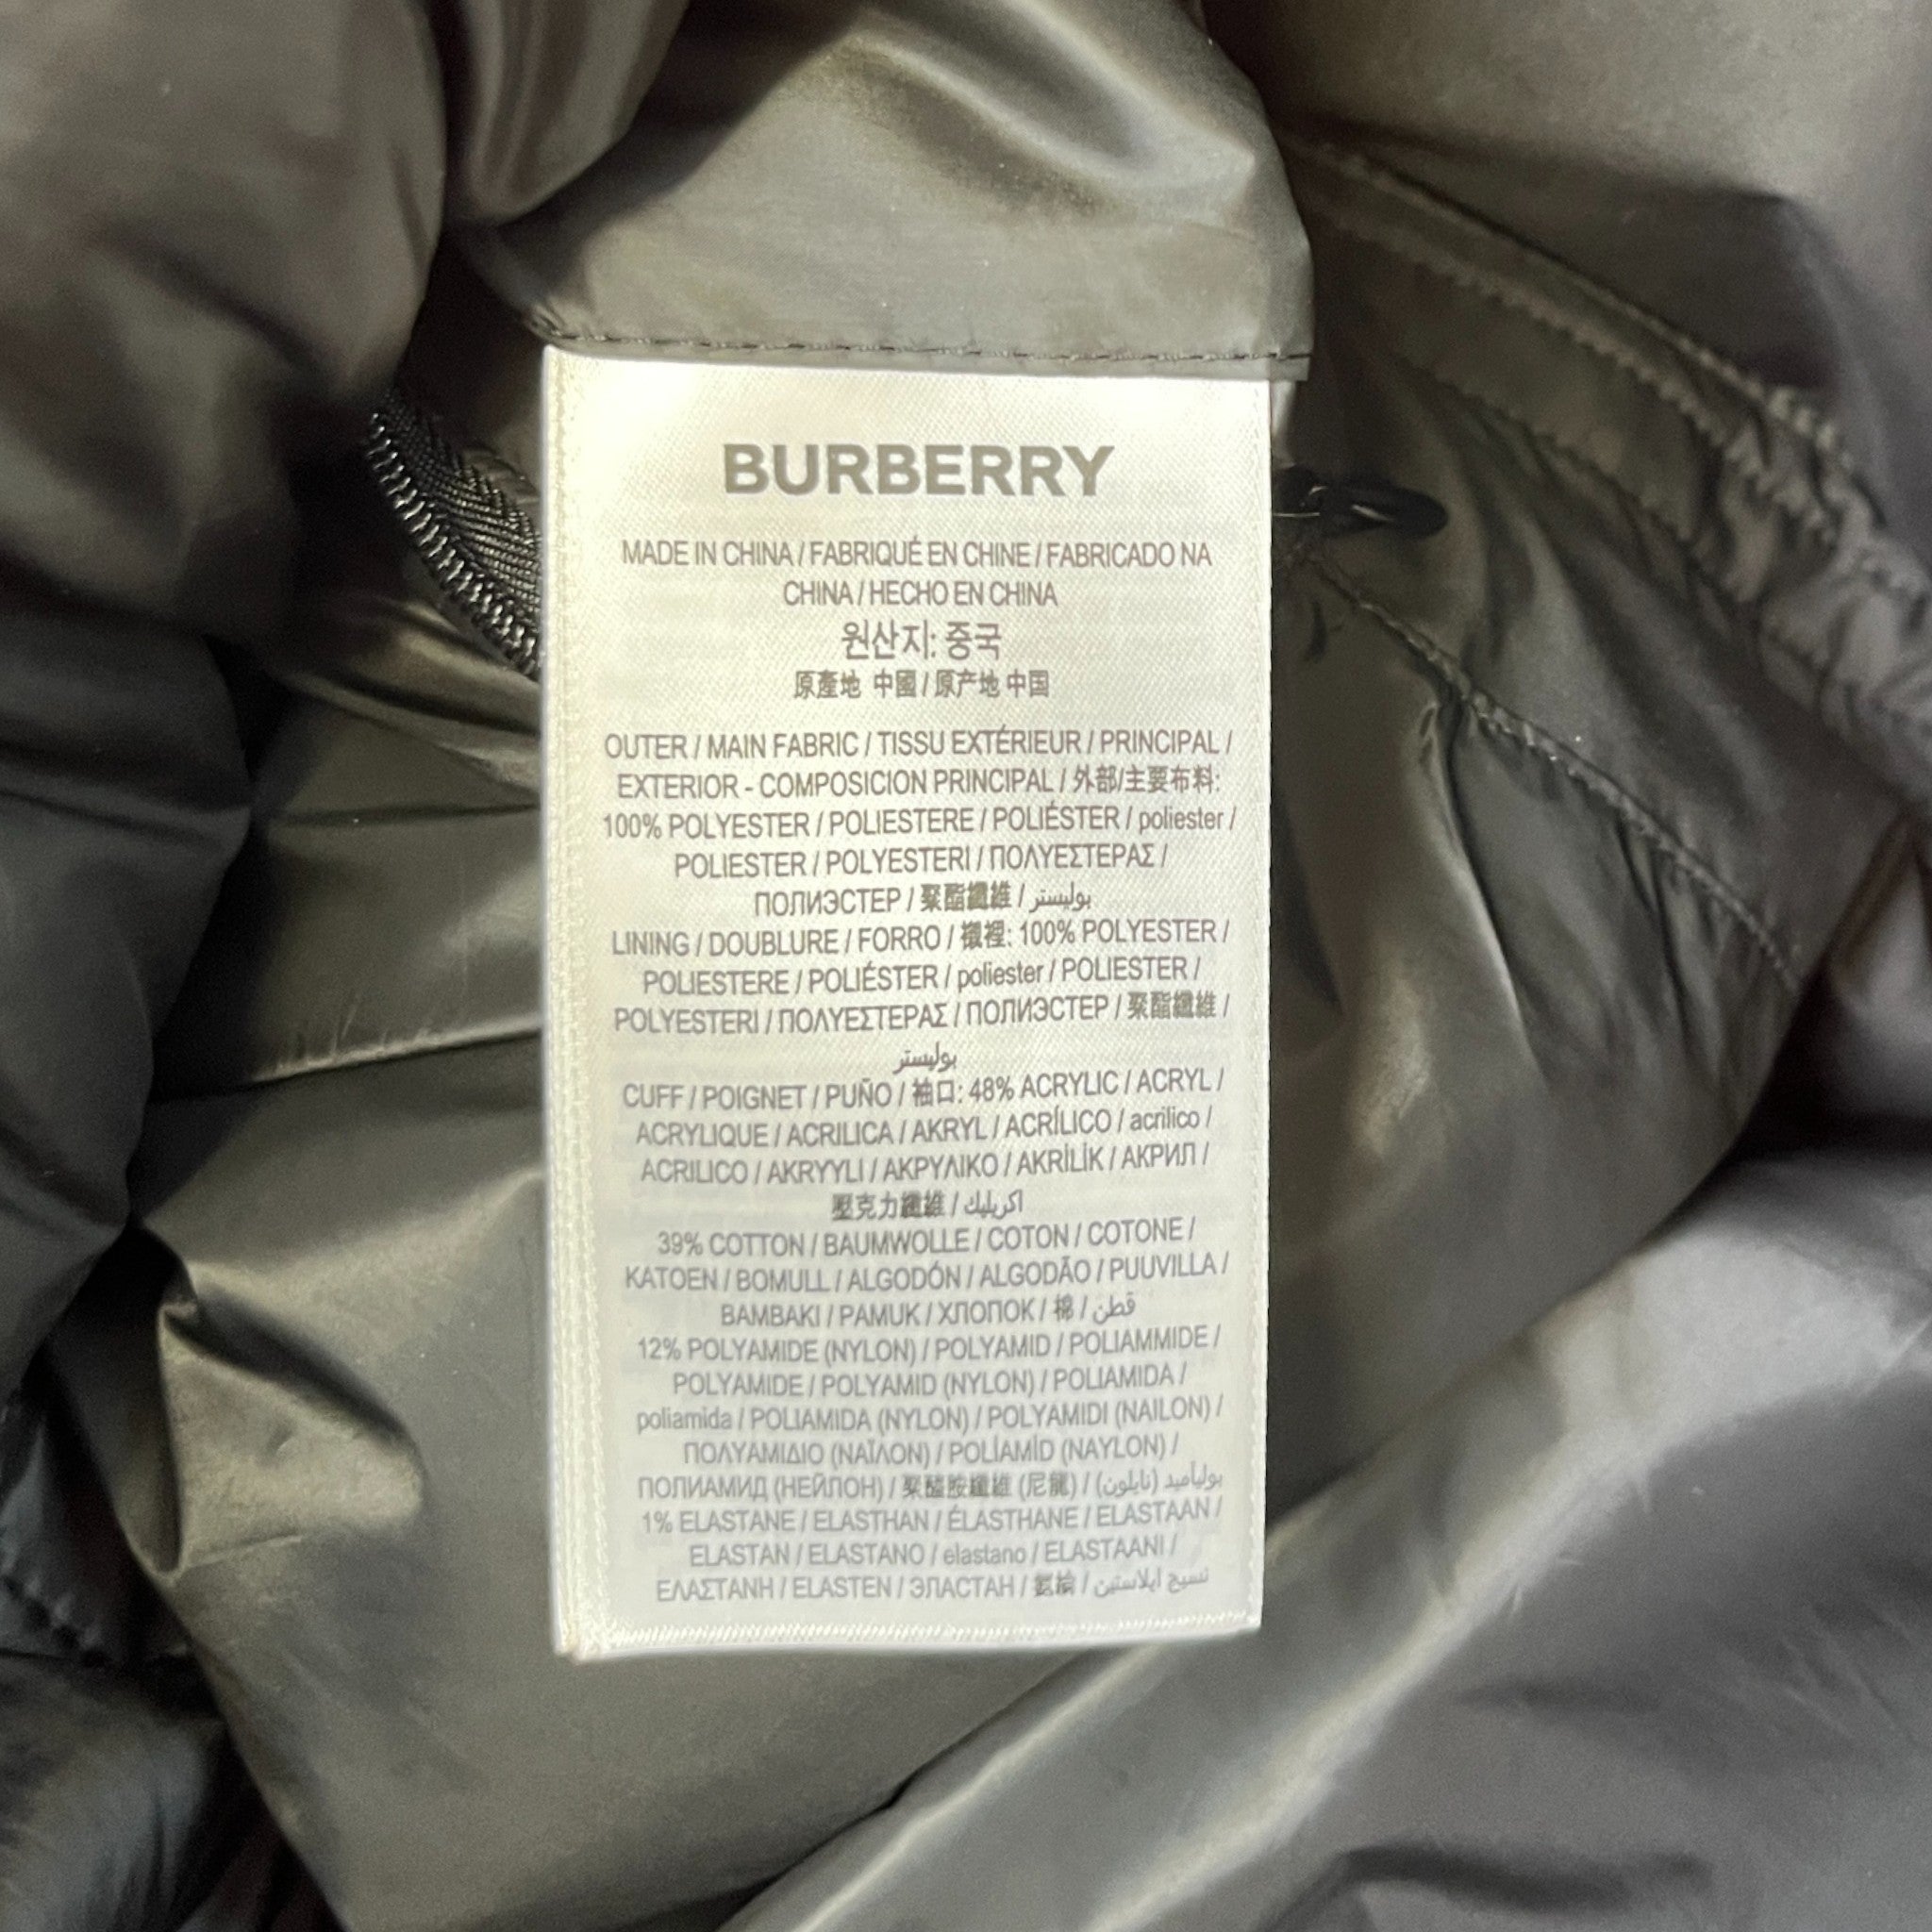 BURBERRY
MADE IN CHINA / FABRIQUÉ EN CHINE / FABRICADO NA
CHINA / HECHO EN CHINA
원산지: 중국
原產地 中國 / 原产地 中国
OUTER / MAIN FABRIC / TISSU EXTÉRIEUR / PRINCIPAL /
EXTERIOR - COMPOSICION PRINCIPAL / 外部/主要布料:
100% POLYESTER / POLIESTERE / POLIÉSTER / poliester /
POLIESTER / POLYESTERI / ΠΟΛΥΕΣΤΕΡΑΣ /
ПОЛИЭСТЕР / 聚酯纖維 / بوليستر
LINING / DOUBLURE / FORRO / 襯裡: 100% POLYESTER /
POLIESTERE / POLIÉSTER / poliester / POLIESTER /
POLYESTERI / ΠΟΛΥΕΣΤΕΡΑΣ / ПОЛИЭСТЕР / 聚酯纖維 /
بوليستر
CUFF / POIGNET / PUÑO / 袖口: 48% ACRYLIC / ACRYL /
ACRYLIQUE / ACRILICA / AKRYL / ACRÍLICO / acrilico /
ACRILICO / AKRYYLI / ΑΚΡΥΛΙΚΟ / AKRİLİK / АКРИЛ /
壓克力纖維 / اكريليك
39% COTTON / BAUMWOLLE / COTON / COTONE /
KATOEN / BOMULL / ALGODÓN / ALGODÃO / PUUVILLA /
BAMBAKI / PAMUK / ХЛОПОК / 棉 / قطن
12% POLYAMIDE (NYLON) / POLYAMID / POLIAMMIDE /
POLYAMIDE / POLYAMID (NYLON) / POLIAMIDA /
poliamida / POLIAMIDA (NYLON) / POLYAMIDI (NAILON) /
ΠΟΛΥΑΜΙΔΙΟ (ΝΑΪΛΟΝ) / POLİAMİD (NAYLON) /
ПОЛИАМИД (НЕЙЛОН) / 聚醯胺纖維 (尼龍) / بوليآميد (نايلون)
1% ELASTANE / ELASTHAN / ÉLASTHANE / ELASTAAN /
ELASTAN / ELASTANO / elastano / ELASTAANI /
ΕΛΑΣΤΑΝΗ / ELASTEN / ЭЛАСТАН / 氨綸 / نسيج ايلاستين